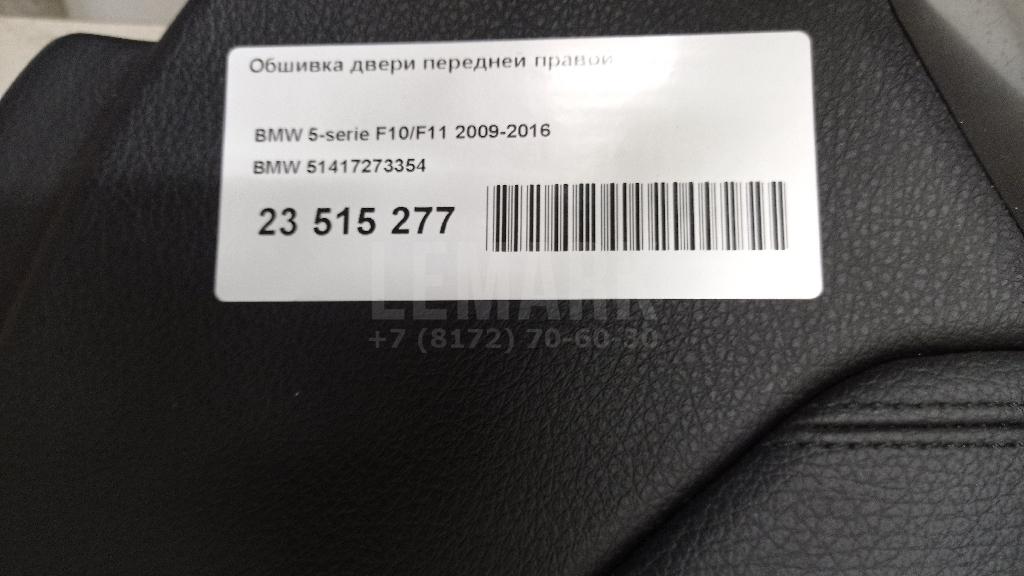 Обшивка двери передней правой
BMW 5-serie F10/F11 2009-2016
BMW 51417273354
23 515 277
LEMARK
+7 (8172) 70-60-30